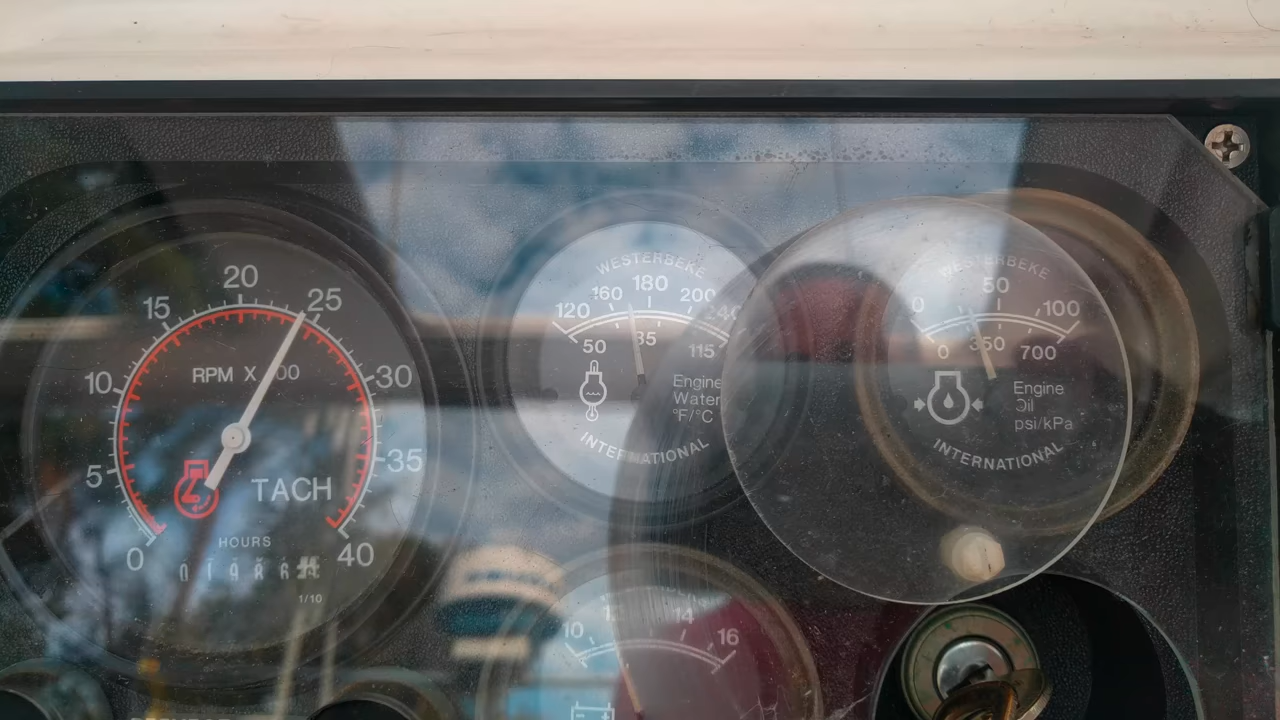 20
15
25
RPM X 100
10
30
5
35
TACH
0
HOURS
40
1/10
WESTERBEKE
120 160 180 200 240
50 85 115
Engine
Water
°F/°C
INTERNATIONAL
WESTERBEKE
0 50 100
0 350 700
Engine
Oil
psi/kPa
INTERNATIONAL
10 14 16